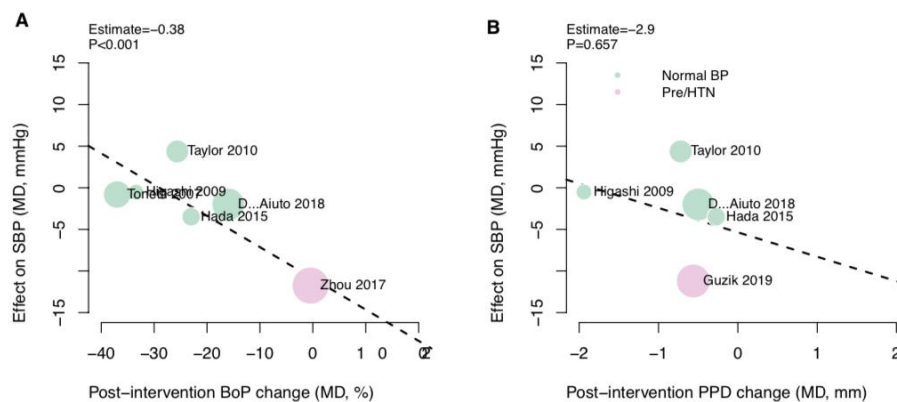 A
Estimate=−0.38
P<0.001
15
10
5
0
−5
−15
Effect on SBP (MD, mmHg)
Taylor 2010
Higashi 2009
Tonetti 2007
D...Aiuto 2018
Hada 2015
Zhou 2017
−40 −30 −20 −10 0 10 20
Post−intervention BoP change (MD, %)
B
Estimate=−2.9
P=0.657
Normal BP
Pre/HTN
15
10
5
0
−5
−15
Effect on SBP (MD, mmHg)
Taylor 2010
Higashi 2009
D...Aiuto 2018
Hada 2015
Guzik 2019
−2 −1 0 1 2
Post−intervention PPD change (MD, mm)